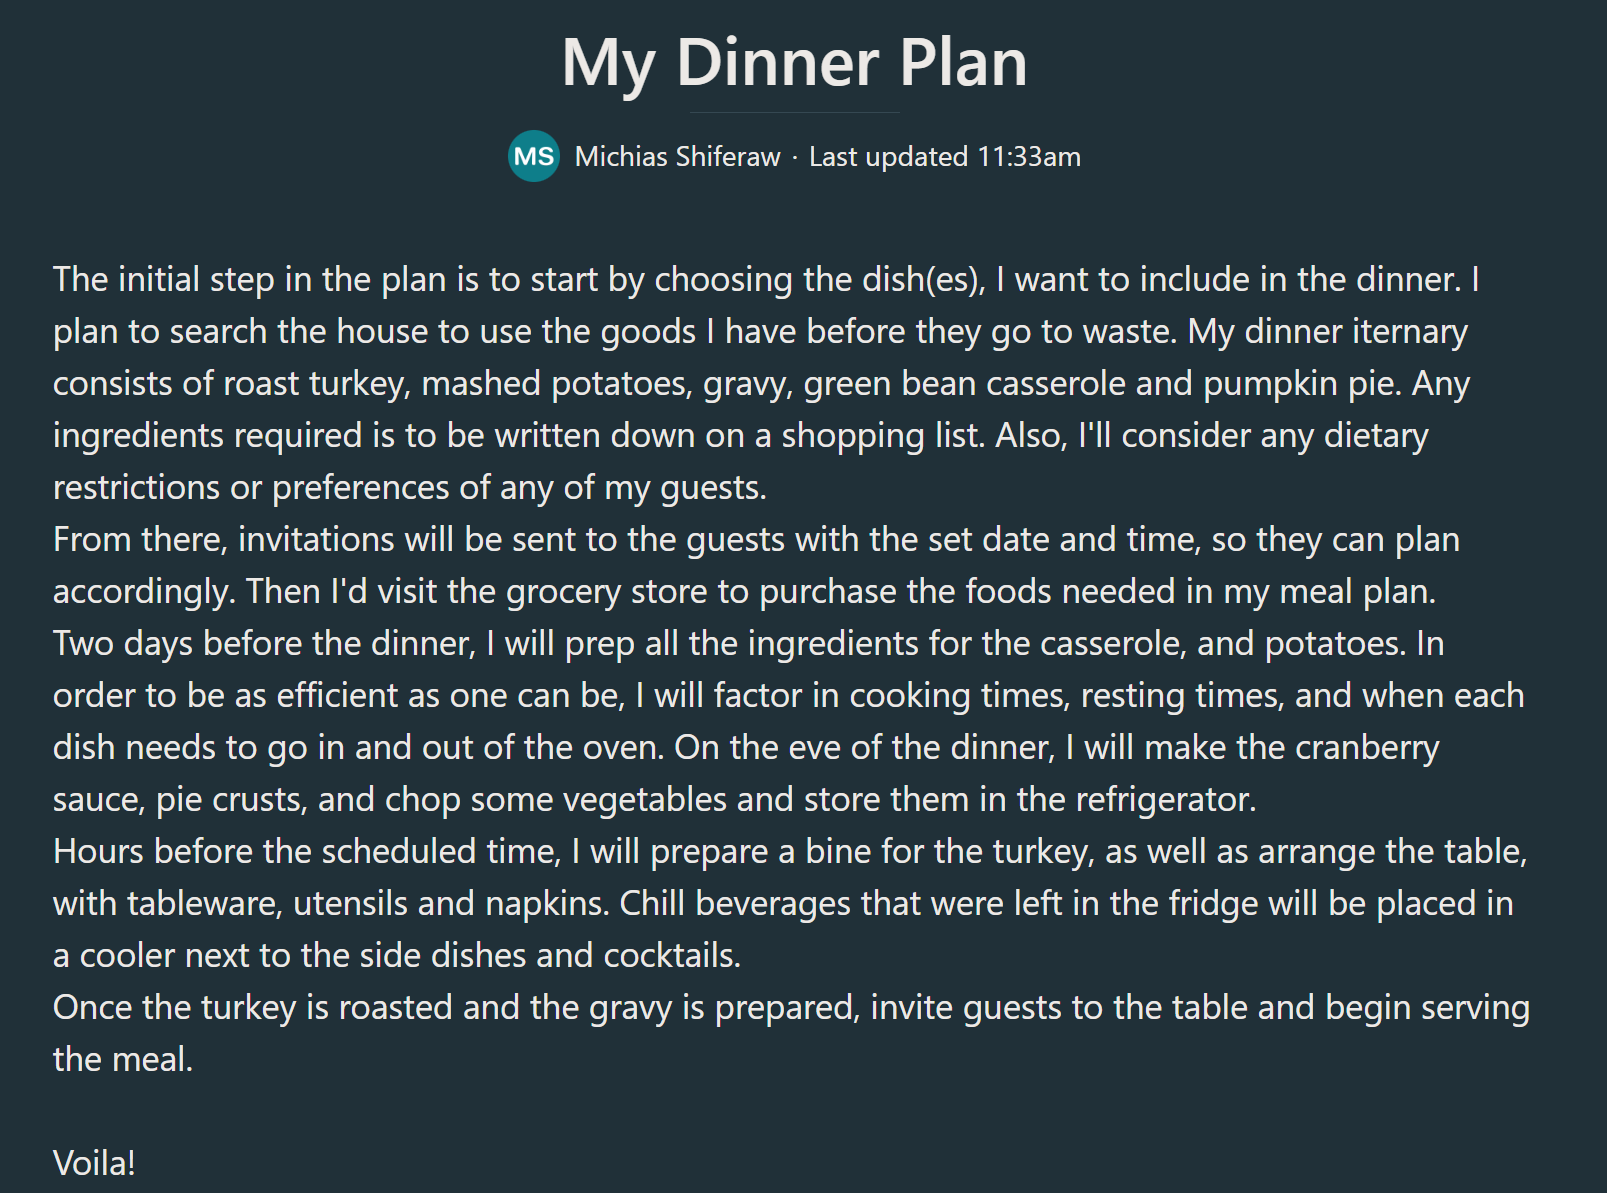 My Dinner Plan
MS Michias Shiferaw · Last updated 11:33am
The initial step in the plan is to start by choosing the dish(es), I want to include in the dinner. I
plan to search the house to use the goods I have before they go to waste. My dinner iternary
consists of roast turkey, mashed potatoes, gravy, green bean casserole and pumpkin pie. Any
ingredients required is to be written down on a shopping list. Also, I'll consider any dietary
restrictions or preferences of any of my guests.
From there, invitations will be sent to the guests with the set date and time, so they can plan
accordingly. Then I'd visit the grocery store to purchase the foods needed in my meal plan.
Two days before the dinner, I will prep all the ingredients for the casserole, and potatoes. In
order to be as efficient as one can be, I will factor in cooking times, resting times, and when each
dish needs to go in and out of the oven. On the eve of the dinner, I will make the cranberry
sauce, pie crusts, and chop some vegetables and store them in the refrigerator.
Hours before the scheduled time, I will prepare a bine for the turkey, as well as arrange the table,
with tableware, utensils and napkins. Chill beverages that were left in the fridge will be placed in
a cooler next to the side dishes and cocktails.
Once the turkey is roasted and the gravy is prepared, invite guests to the table and begin serving
the meal.
Voila!